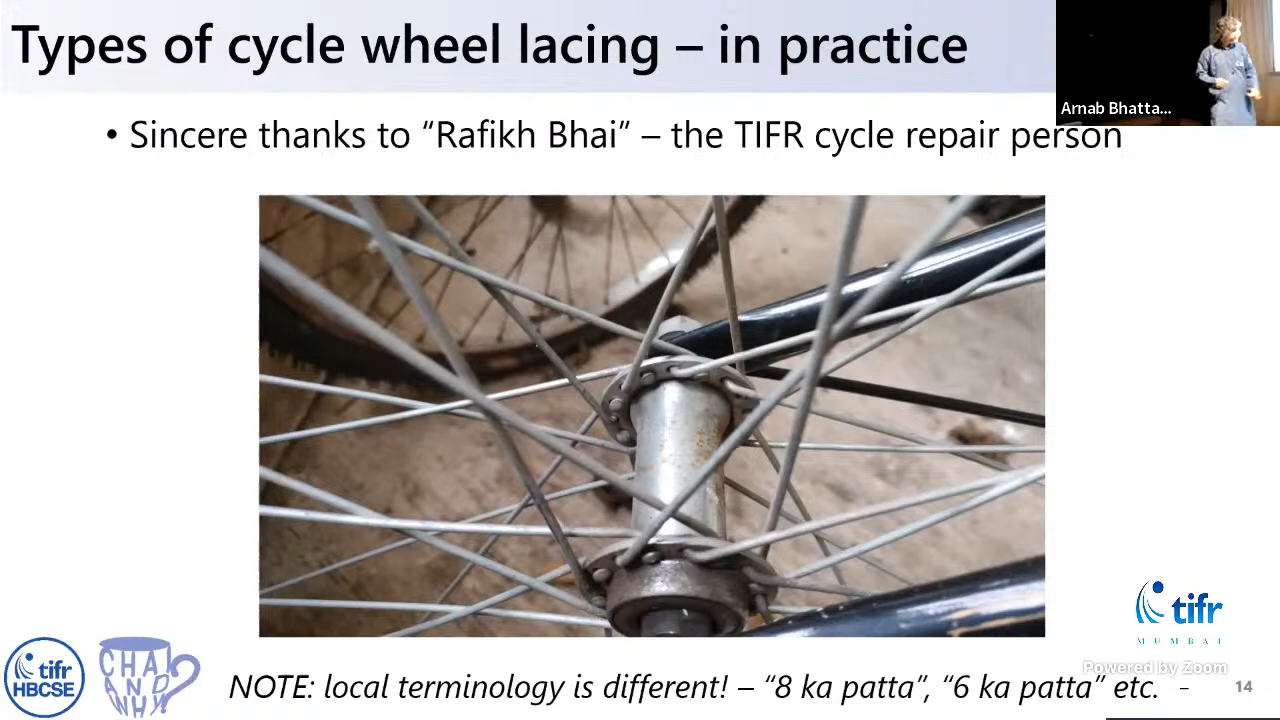 Types of cycle wheel lacing – in practice
Arnab Bhatta...
• Sincere thanks to “Rafikh Bhai” – the TIFR cycle repair person
tifr
MUMBAI
Powered by Zoom
tifr
HBCSE
CHAI
AND
WHY?
NOTE: local terminology is different! – “8 ka patta”, “6 ka patta” etc.
14